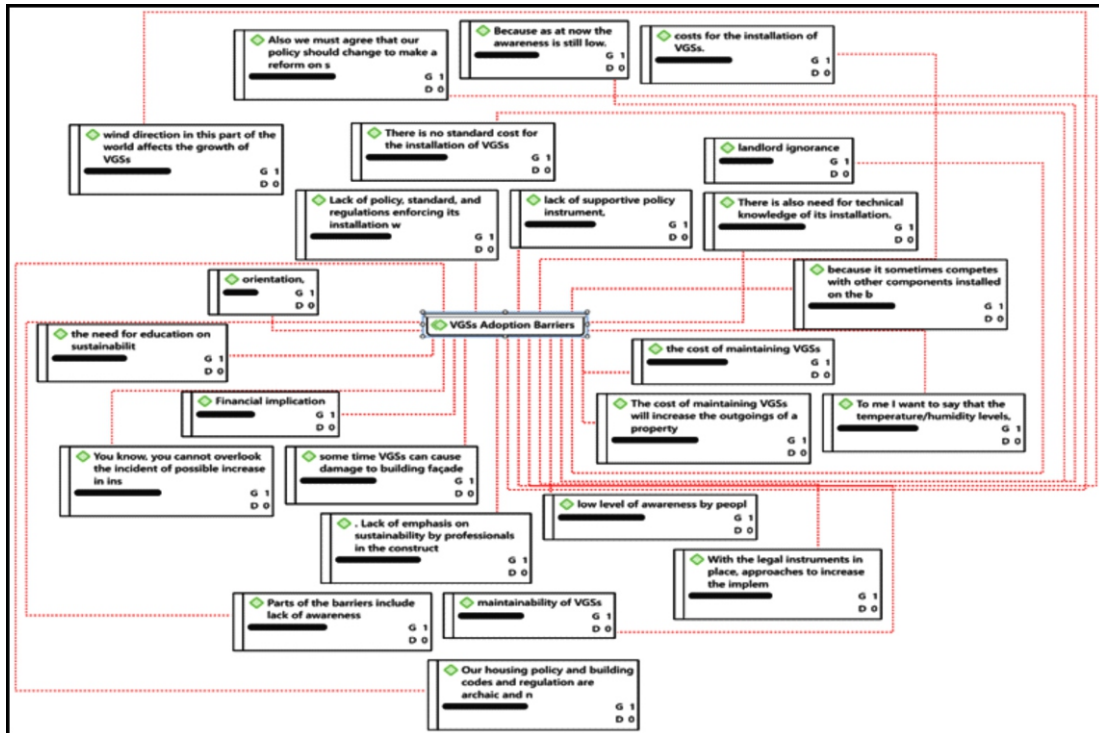 Also we must agree that our
policy should change to make a
reform on s
G 1
D 0
Because as at now the
awareness is still low.
G 1
D 0
costs for the installation of
VGSs.
G 1
D 0
wind direction in this part of the
world affects the growth of
VGSs
G 1
D 0
There is no standard cost for
the installation of VGSs
G 1
D 0
landlord ignorance
G 1
D 0
Lack of policy, standard, and
regulations enforcing its
installation w
G 1
D 0
lack of supportive policy
instrument,
G 1
D 0
There is also need for technical
knowledge of its installation.
G 1
D 0
orientation,
G 1
D 0
because it sometimes competes
with other components installed
on the b
G 1
D 0
VGSs Adoption Barriers
the need for education on
sustainabilit
G 1
D 0
the cost of maintaining VGSs
G 1
D 0
Financial implication
G 1
D 0
The cost of maintaining VGSs
will increase the outgoings of a
property
G 1
D 0
To me I want to say that the
temperature/humidity levels,
G 1
D 0
You know, you cannot overlook
the incident of possible increase
in ins
G 1
D 0
some time VGSs can cause
damage to building façade
G 1
D 0
low level of awareness by peopl
G 1
D 0
. Lack of emphasis on
sustainability by professionals
in the construct
G 1
D 0
With the legal instruments in
place, approaches to increase
the implem
G 1
D 0
Parts of the barriers include
lack of awareness
G 1
D 0
maintainability of VGSs
G 1
D 0
Our housing policy and building
codes and regulation are
archaic and n
G 1
D 0